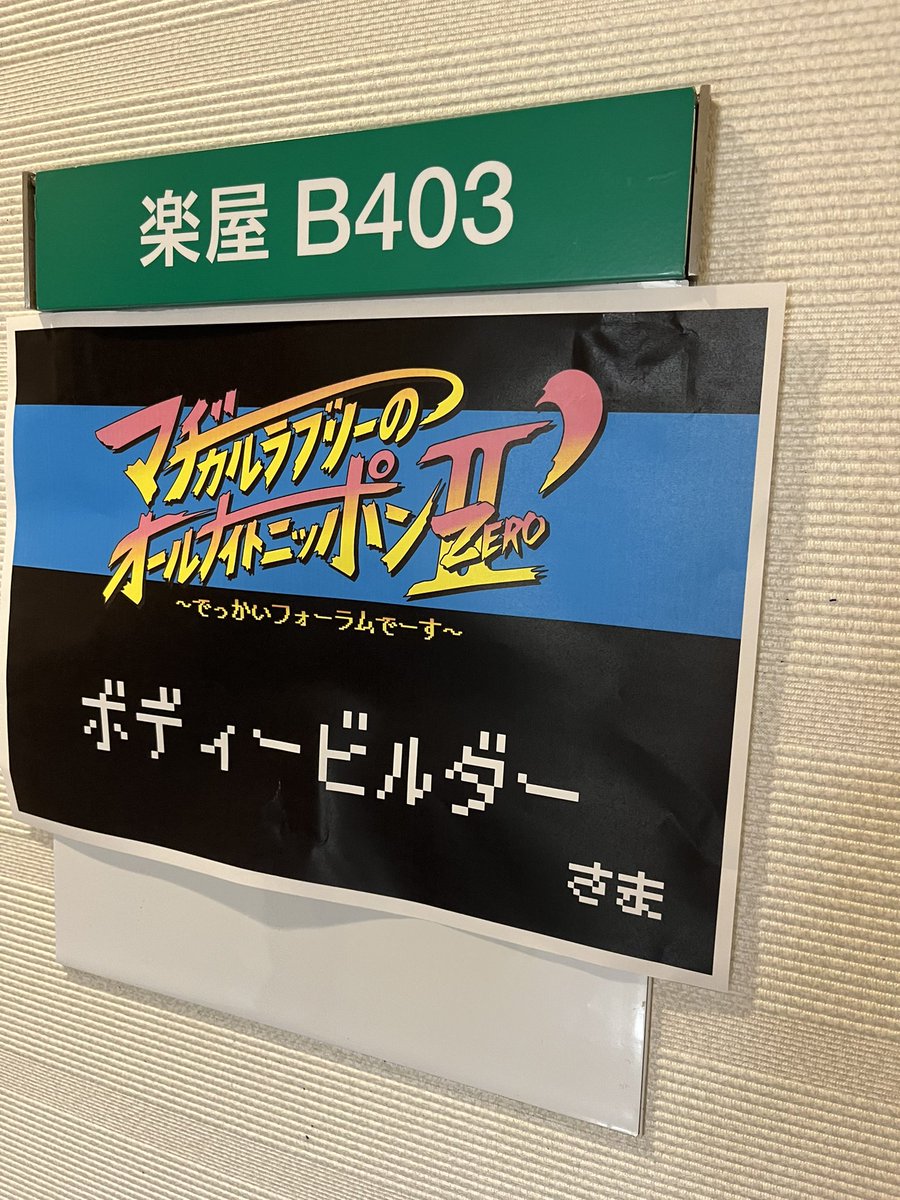 楽屋 B403
マヂカルラブリーの
オールナイトニッポンⅡ’
ZERO
～でっかいフォーラムでーす～
ボディービルダー
さま